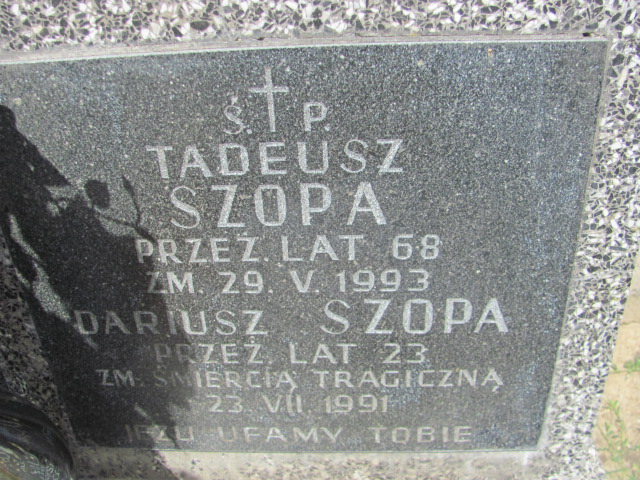 Ś. P.
TADEUSZ
SZOPA
PRZEŻ. LAT 68
ZM. 29. V. 1993
DARIUSZ SZOPA
PRZEŻ. LAT 23
ZM. ŚMIERCIĄ TRAGICZNĄ
23. VII. 1991
JEZU UFAMY TOBIE